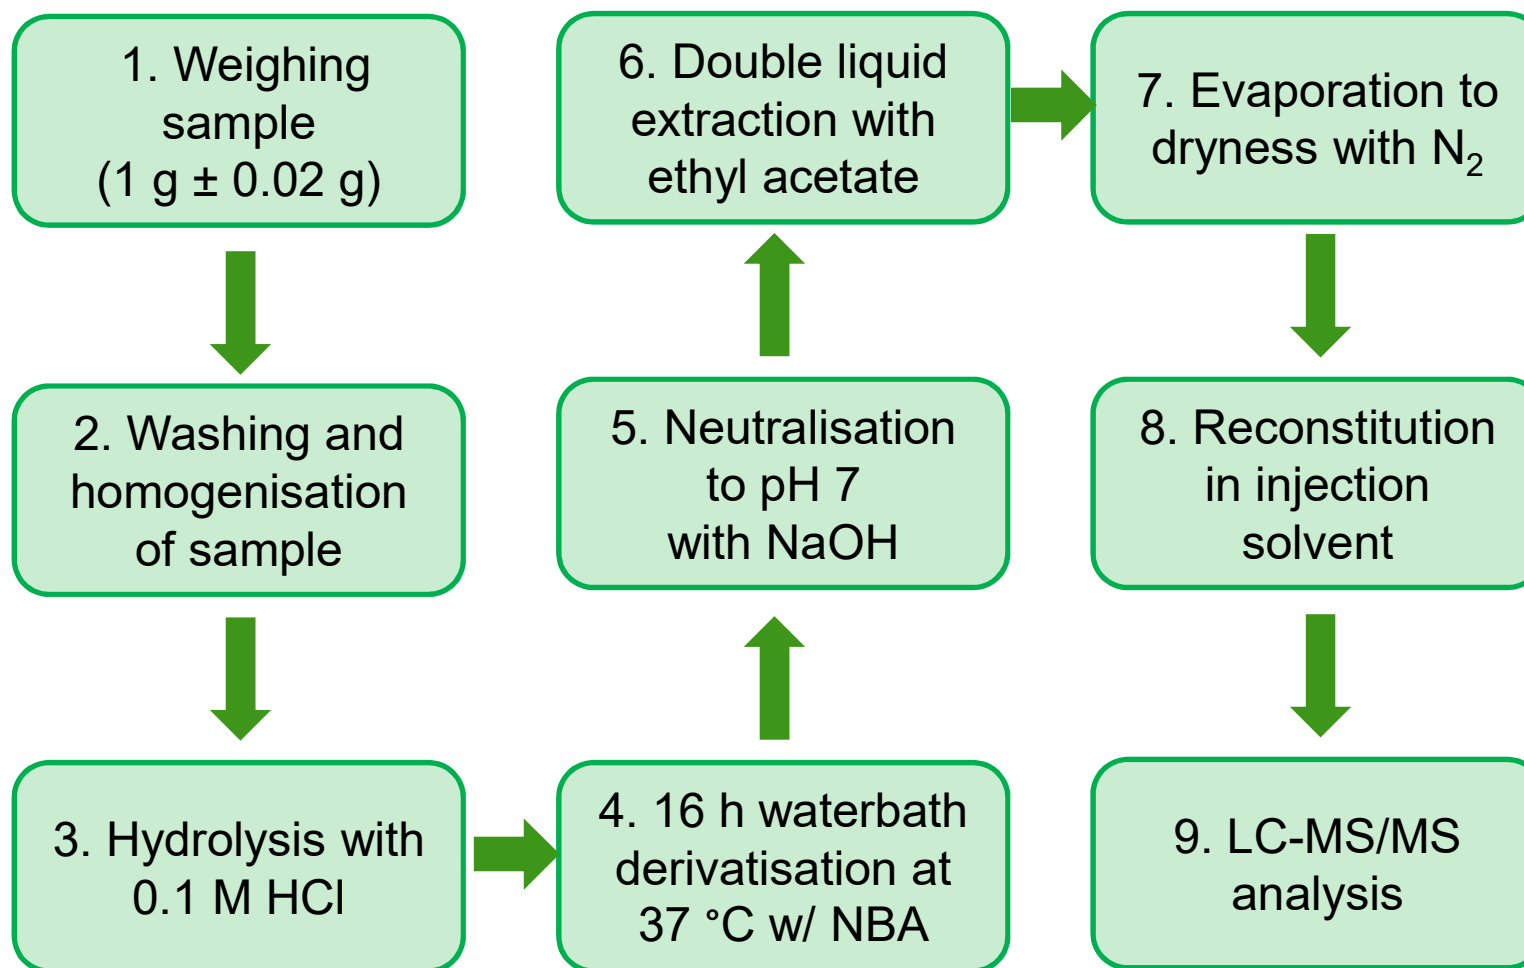 1. Weighing
sample
(1 g ± 0.02 g)
2. Washing and
homogenisation
of sample
3. Hydrolysis with
0.1 M HCl
4. 16 h waterbath
derivatisation at
37 °C w/ NBA
5. Neutralisation
to pH 7
with NaOH
6. Double liquid
extraction with
ethyl acetate
7. Evaporation to
dryness with N₂
8. Reconstitution
in injection
solvent
9. LC-MS/MS
analysis